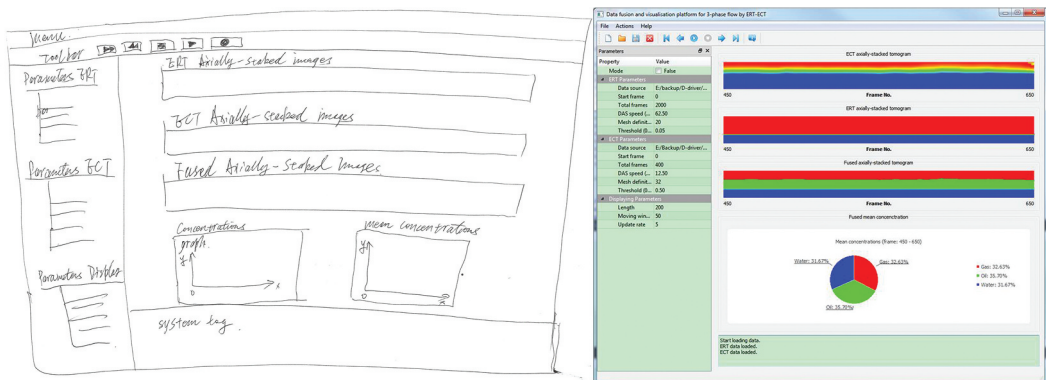 menu.
Tool bar
Parameters ERT
ERT Axially-stacked images
ECT Axially-stacked images
Parameters ECT
Fused Axially-stacked Images
Concentrations
graph.
y
0
x
mean concentrations
y
0
x
Parameters Display
system log.
Data fusion and visualisation platform for 3-phase flow by ERT-ECT
File Actions Help
Parameters
Property Value
Mode False
ERT Parameters
Data source E:/backup/D-driver/...
Start frame 0
Total frames 2000
DAS speed (... 62.50
Mesh definit... 20
Threshold (0... 0.05
ECT Parameters
Data source E:/Backup/D-driver/...
Start frame 0
Total frames 400
DAS speed (... 12.50
Mesh definit... 32
Threshold (0... 0.50
Displaying Parameters
Length 200
Moving win... 50
Update rate 5
ECT axially-stacked tomogram
450 Frame No. 650
ERT axially-stacked tomogram
450 Frame No. 650
Fused axially-stacked tomogram
450 Frame No. 650
Fused mean concenctration
Mean concentrations [Frame: 450 - 650]
Water: 31.67%
Gas: 32.63%
Oil: 35.70%
Gas: 32.63%
Oil: 35.70%
Water: 31.67%
Start loading data.
ERT data loaded.
ECT data loaded.